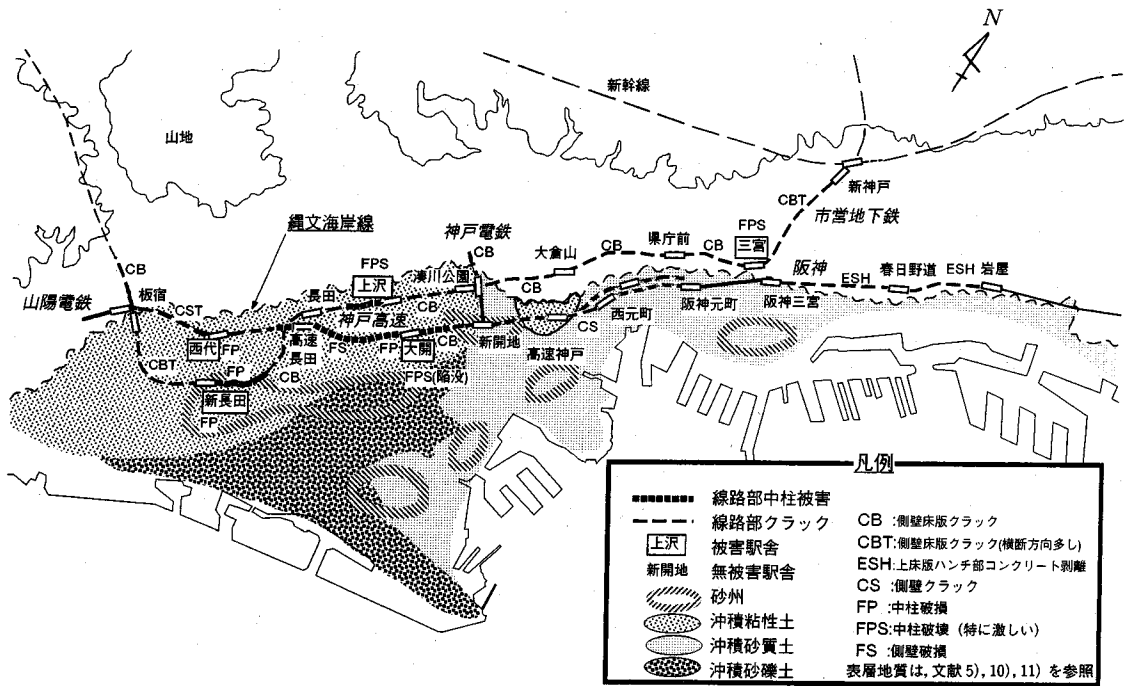 N
新幹線
山地
新神戸
CBT
市営地下鉄
縄文海岸線
神戸電鉄
CB
大倉山
CB
県庁前
CB
FPS
三宮
阪神
ESH
春日野道
ESH
岩屋
CB
山陽電鉄
板宿
CST
FPS
上沢
湊川公園
長田
CB
CB
神戸高速
西代
FP
高速
長田
FS
FP
大開
CB
新開地
CS
西元町
阪神元町
阪神三宮
高速神戸
CBT
FP
CB
FPS(陥没)
新長田
FP
凡例
線路部中柱被害
線路部クラック
上沢 被害駅舎
新開地 無被害駅舎
砂州
沖積粘性土
沖積砂質土
沖積砂礫土
CB :側壁床版クラック
CBT:側壁床版クラック(横断方向多し)
ESH:上床版ハンチ部コンクリート剥離
CS :側壁クラック
FP :中柱破損
FPS:中柱破壊 (特に激しい)
FS :側壁破損
表層地質は, 文献 5), 10), 11) を参照